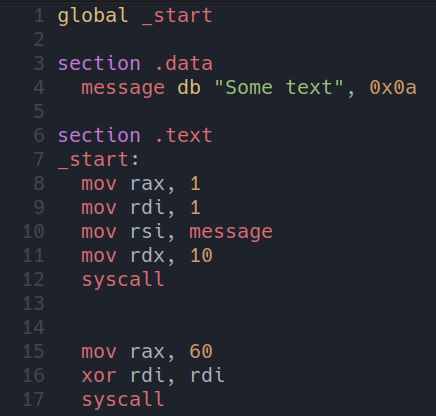 1 global _start
2
3 section .data
4   message db "Some text", 0x0a
5
6 section .text
7 _start:
8   mov rax, 1
9   mov rdi, 1
10   mov rsi, message
11   mov rdx, 10
12   syscall
13
14
15   mov rax, 60
16   xor rdi, rdi
17   syscall